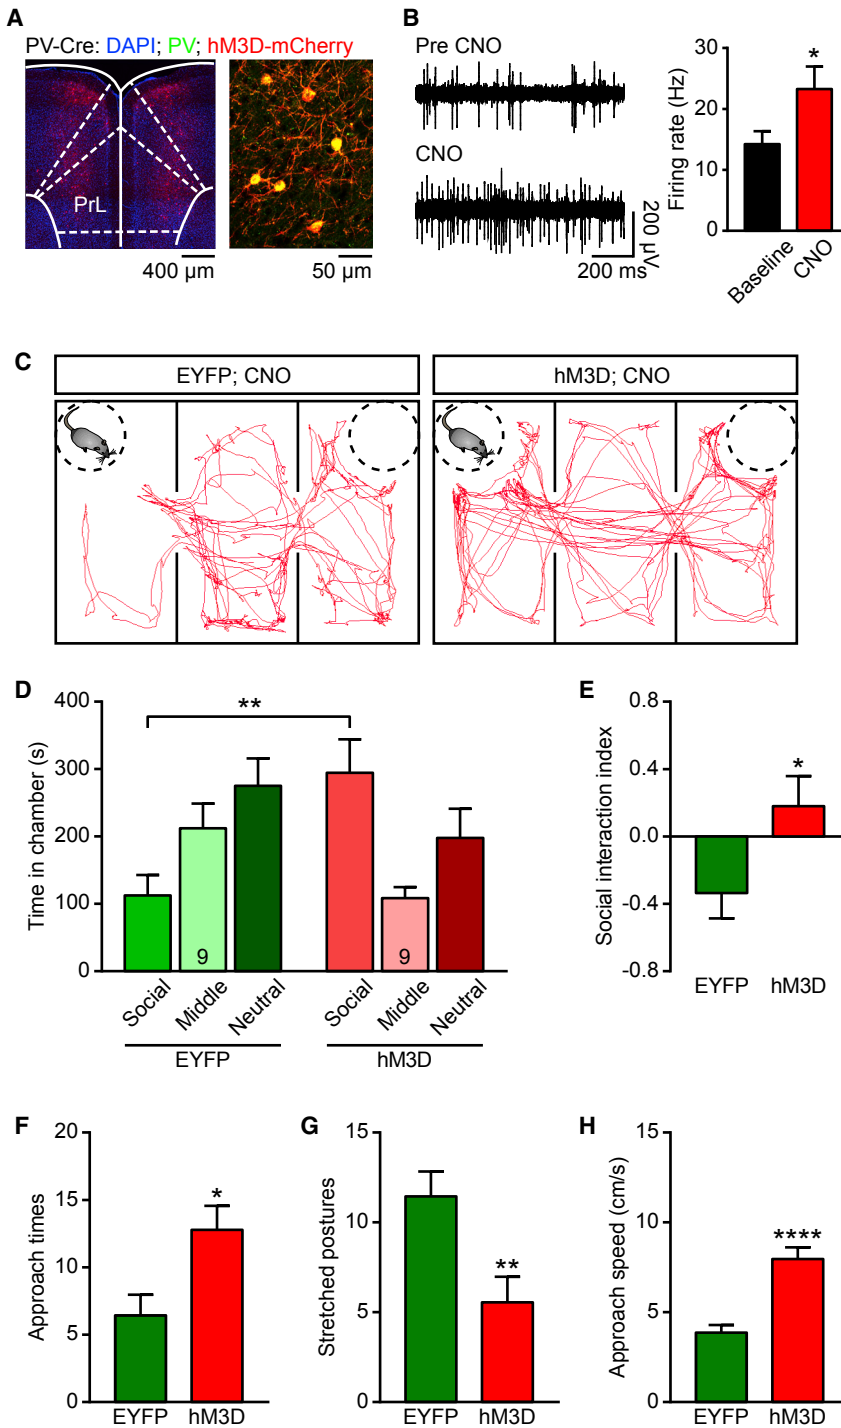 A
PV-Cre: DAPI; PV; hM3D-mCherry
PrL
400 µm
50 µm
B
Pre CNO
CNO
200 µV
200 ms
Firing rate (Hz)
30
20
10
0
*
Baseline
CNO
C
EYFP; CNO
hM3D; CNO
D
Time in chamber (s)
400
300
200
100
0
**
9
9
Social
Middle
Neutral
Social
Middle
Neutral
EYFP
hM3D
E
Social interaction index
0.8
0.4
0.0
-0.4
-0.8
*
EYFP
hM3D
F
Approach times
20
15
10
5
0
*
EYFP
hM3D
G
Stretched postures
15
10
5
0
**
EYFP
hM3D
H
Approach speed (cm/s)
15
10
5
0
****
EYFP
hM3D